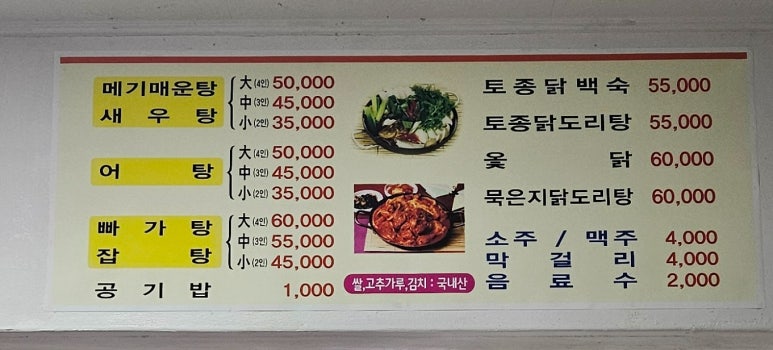 메기매운탕
새우탕
大(4인) 50,000
中(3인) 45,000
小(2인) 35,000
어탕
大(4인) 50,000
中(3인) 45,000
小(2인) 35,000
빠가탕
잡탕
大(4인) 60,000
中(3인) 55,000
小(2인) 45,000
공기밥 1,000
쌀,고추가루,김치 : 국내산
토종닭백숙 55,000
토종닭도리탕 55,000
옻닭 60,000
묵은지닭도리탕 60,000
소주 / 맥주 4,000
막걸리 4,000
음료수 2,000